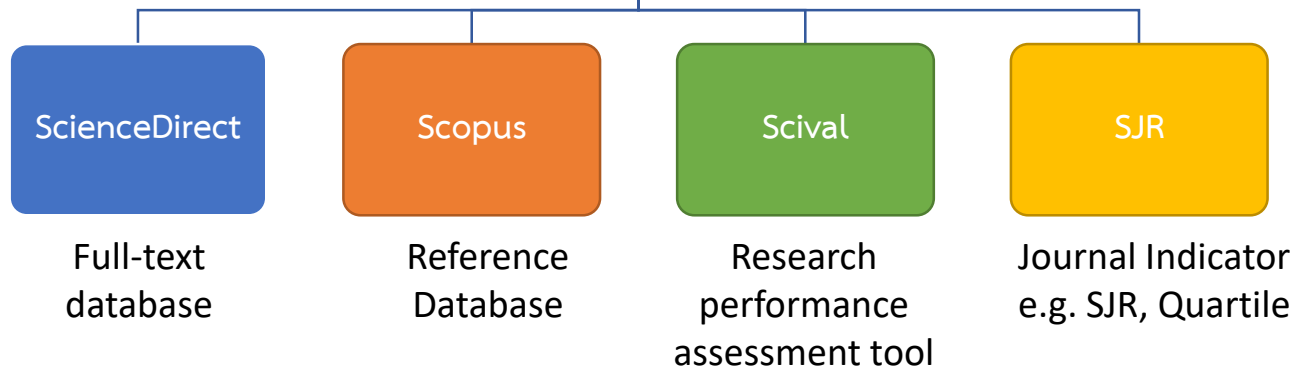 ScienceDirect
Scopus
Scival
SJR
Full-text
database
Reference
Database
Research
performance
assessment tool
Journal Indicator
e.g. SJR, Quartile